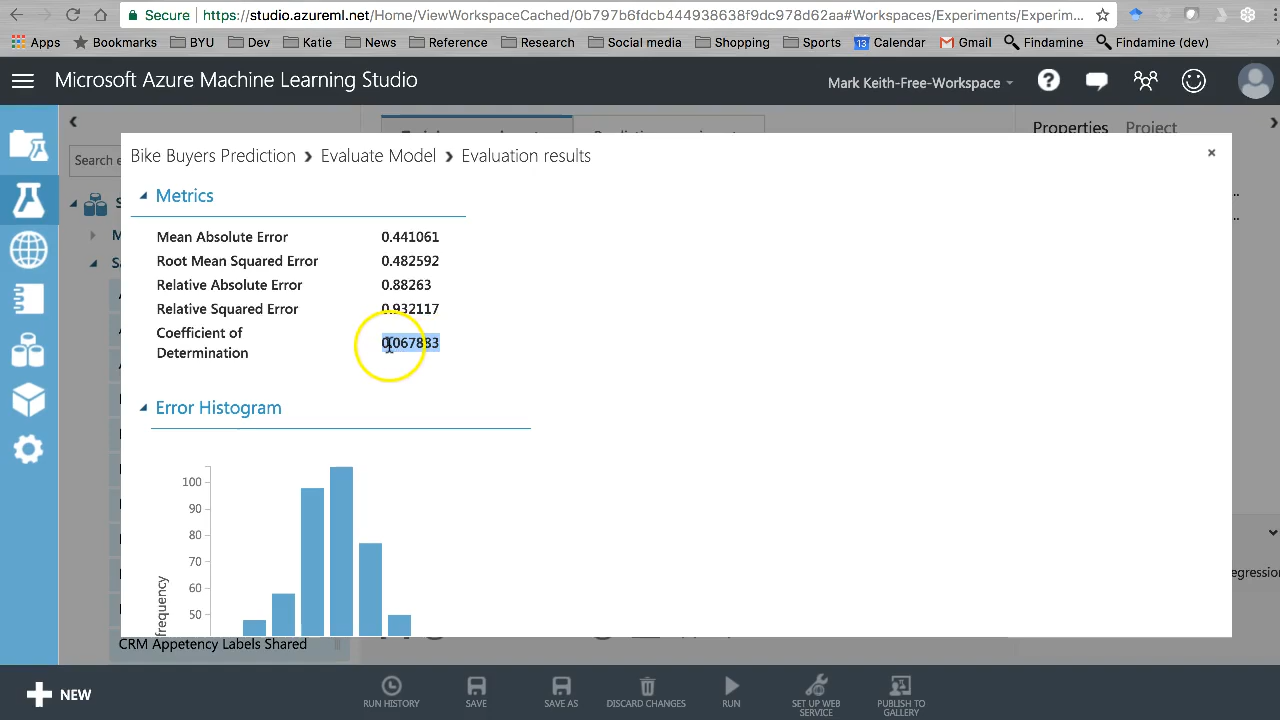 Secure https://studio.azureml.net/Home/ViewWorkspaceCached/0b797b6fdcb444938638f9dc978d62aa#Workspaces/Experiments/Experim...
Apps Bookmarks BYU Dev Katie News Reference Research Social media Shopping Sports 13 Calendar Gmail Findamine Findamine (dev)
Microsoft Azure Machine Learning Studio
Mark Keith-Free-Workspace
Properties Project
Search e
Bike Buyers Prediction › Evaluate Model › Evaluation results
Metrics
Mean Absolute Error 0.441061
Root Mean Squared Error 0.482592
Relative Absolute Error 0.88263
Relative Squared Error 0.932117
Coefficient of
Determination 0.067883
Error Histogram
100
90
80
70
60
50
frequency
egression
CRM Appetency Labels Shared
NEW
RUN HISTORY
SAVE
SAVE AS
DISCARD CHANGES
RUN
SET UP WEB
SERVICE
PUBLISH TO
GALLERY